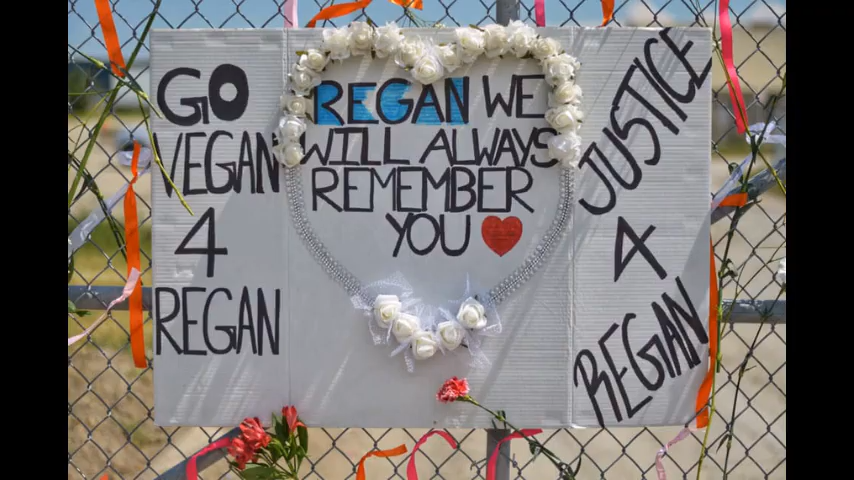 GO
VEGAN
4
REGAN
REGAN WE
WILL ALWAYS
REMEMBER
YOU
JUSTICE
4
REGAN